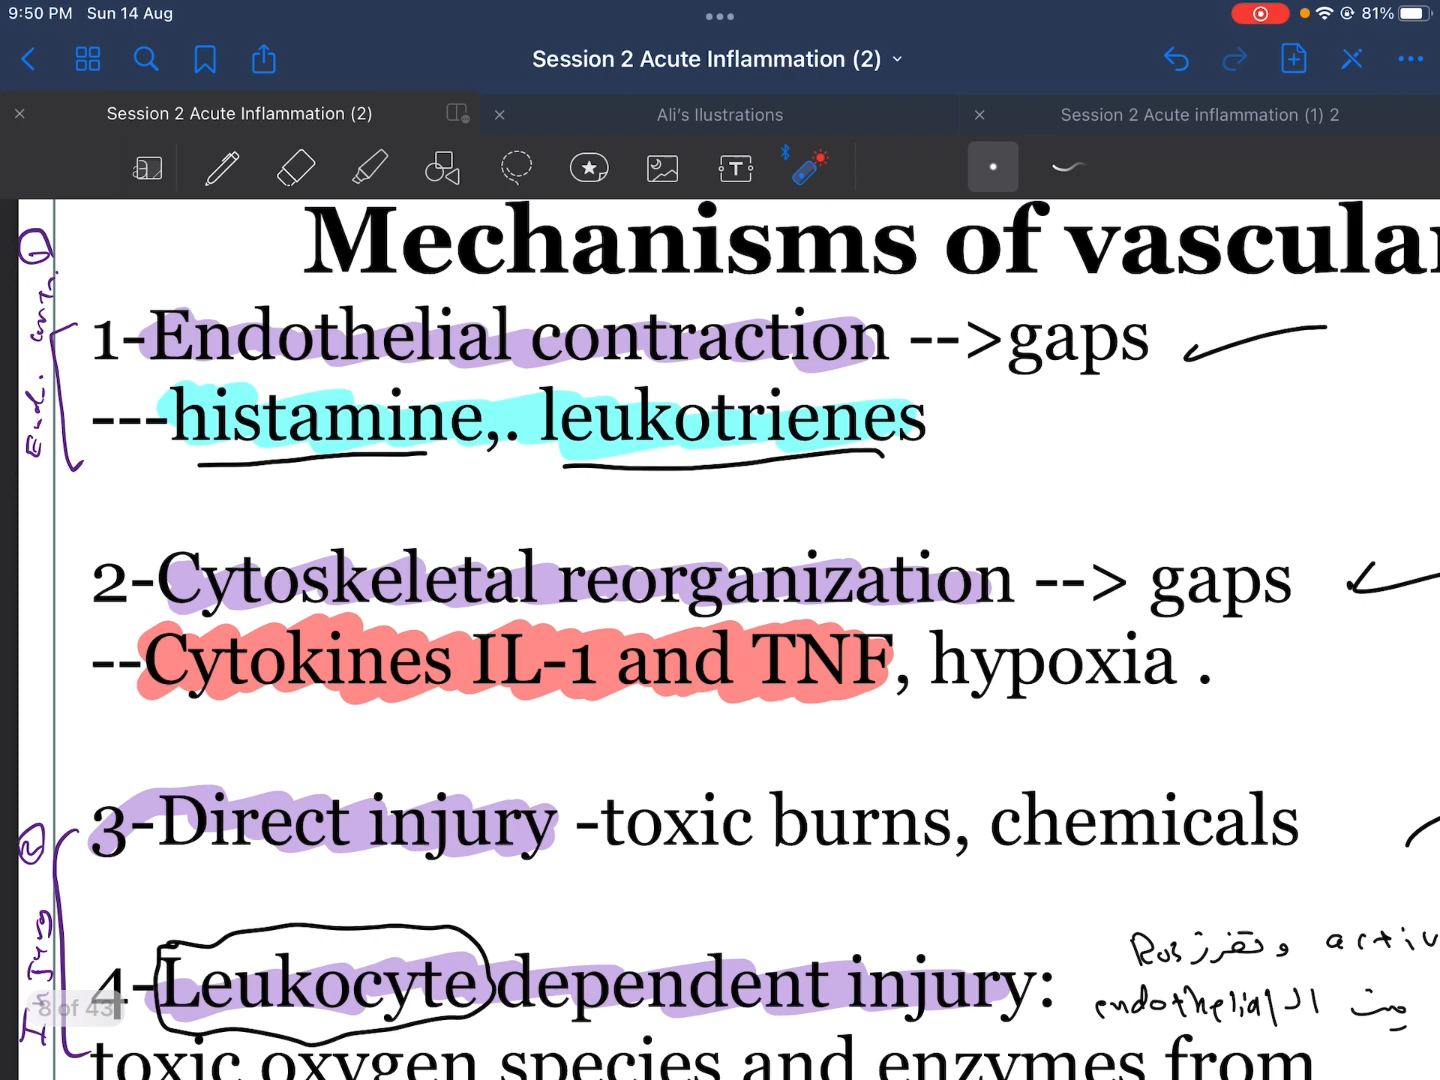 9:50 PM Sun 14 Aug
81%
Session 2 Acute Inflammation (2)
Session 2 Acute Inflammation (2)
Ali's Ilustrations
Session 2 Acute inflammation (1) 2
Mechanisms of vascula
1-Endothelial contraction -->gaps
---histamine,. leukotrienes
2-Cytoskeletal reorganization --> gaps
--Cytokines IL-1 and TNF, hypoxia .
3-Direct injury -toxic burns, chemicals
4-Leukocyte dependent injury:
activ وتفرز Ros
endothelial ال
8 of 43
toxic oxygen species and enzymes from